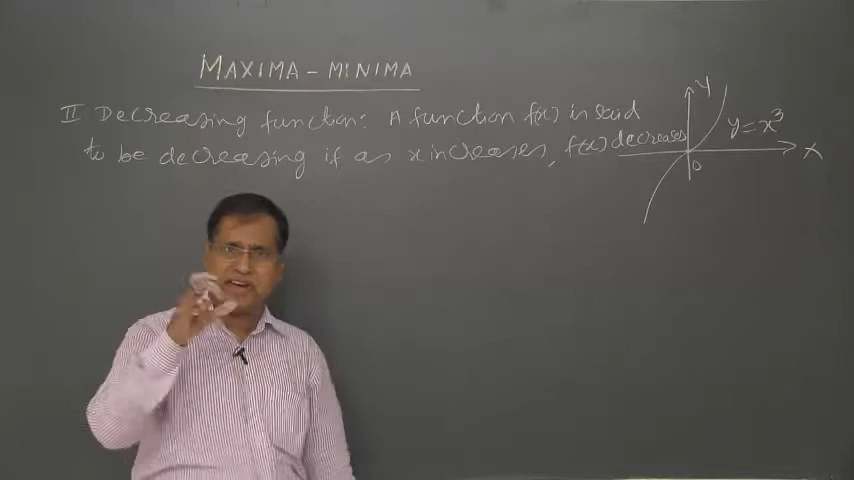 MAXIMA - MINIMA
II Decreasing function: A function f(x) is said
to be decreasing if as x increases, f(x) decreases
Y
y = x³
X
0